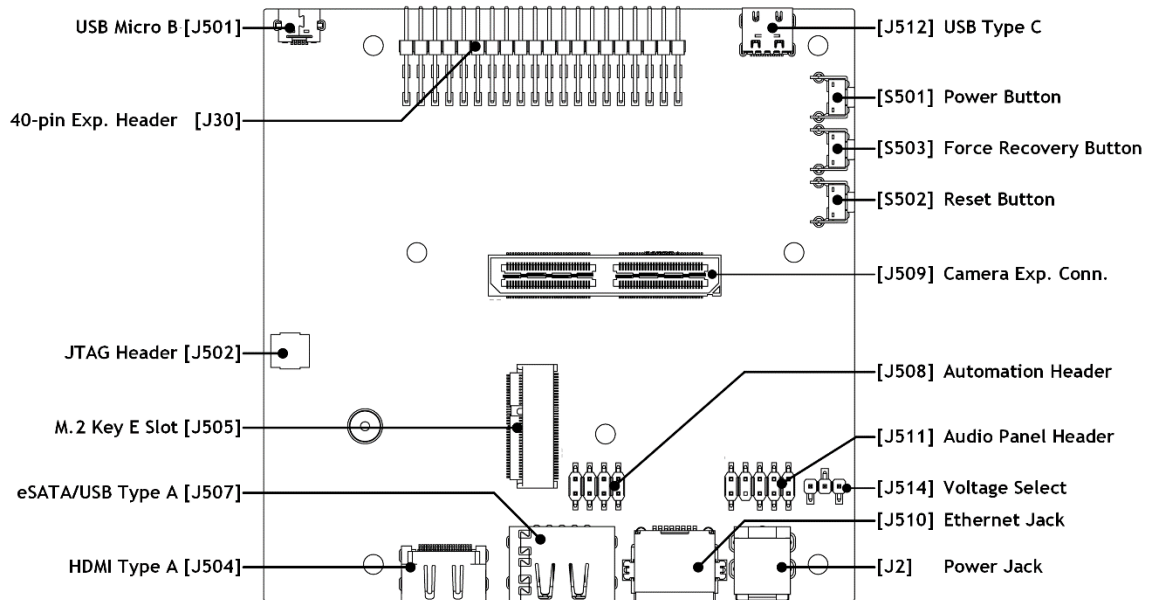 USB Micro B [J501]
[J512] USB Type C
[S501] Power Button
40-pin Exp. Header [J30]
[S503] Force Recovery Button
[S502] Reset Button
[J509] Camera Exp. Conn.
JTAG Header [J502]
[J508] Automation Header
M.2 Key E Slot [J505]
[J511] Audio Panel Header
eSATA/USB Type A [J507]
[J514] Voltage Select
[J510] Ethernet Jack
HDMI Type A [J504]
[J2] Power Jack